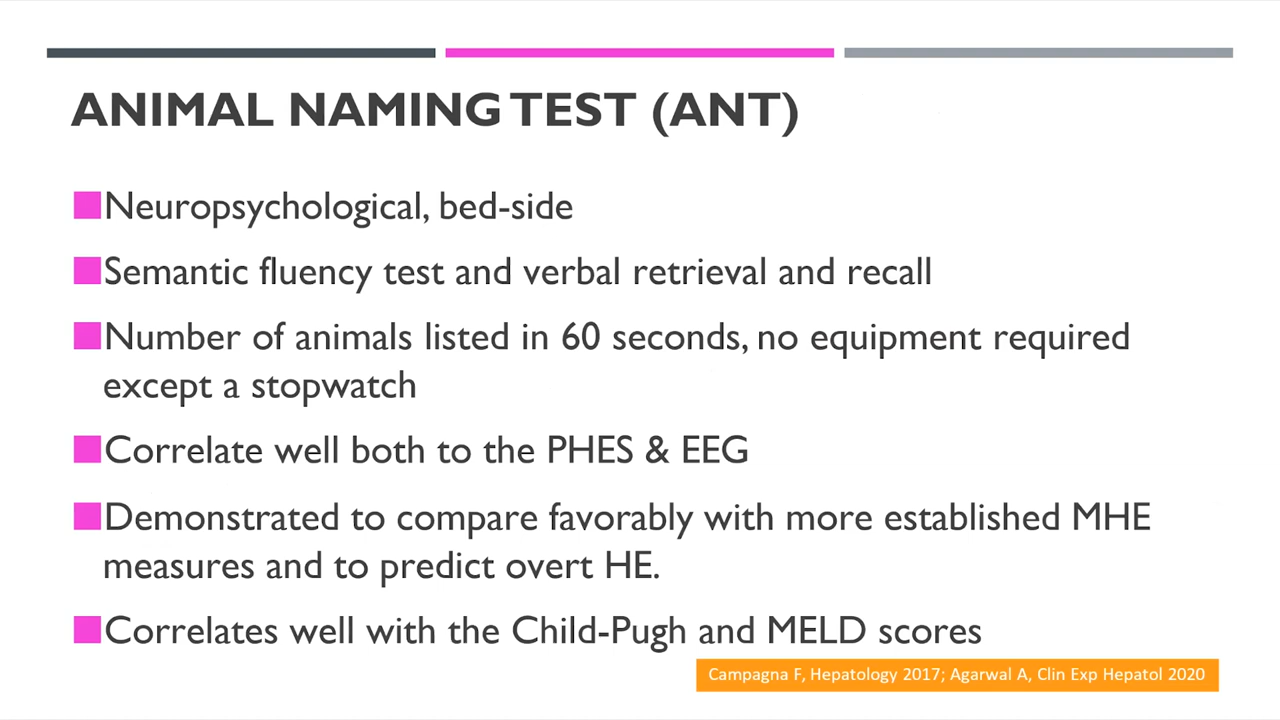 ANIMAL NAMING TEST (ANT)
Neuropsychological, bed-side
Semantic fluency test and verbal retrieval and recall
Number of animals listed in 60 seconds, no equipment required
except a stopwatch
Correlate well both to the PHES & EEG
Demonstrated to compare favorably with more established MHE
measures and to predict overt HE.
Correlates well with the Child-Pugh and MELD scores
Campagna F, Hepatology 2017; Agarwal A, Clin Exp Hepatol 2020